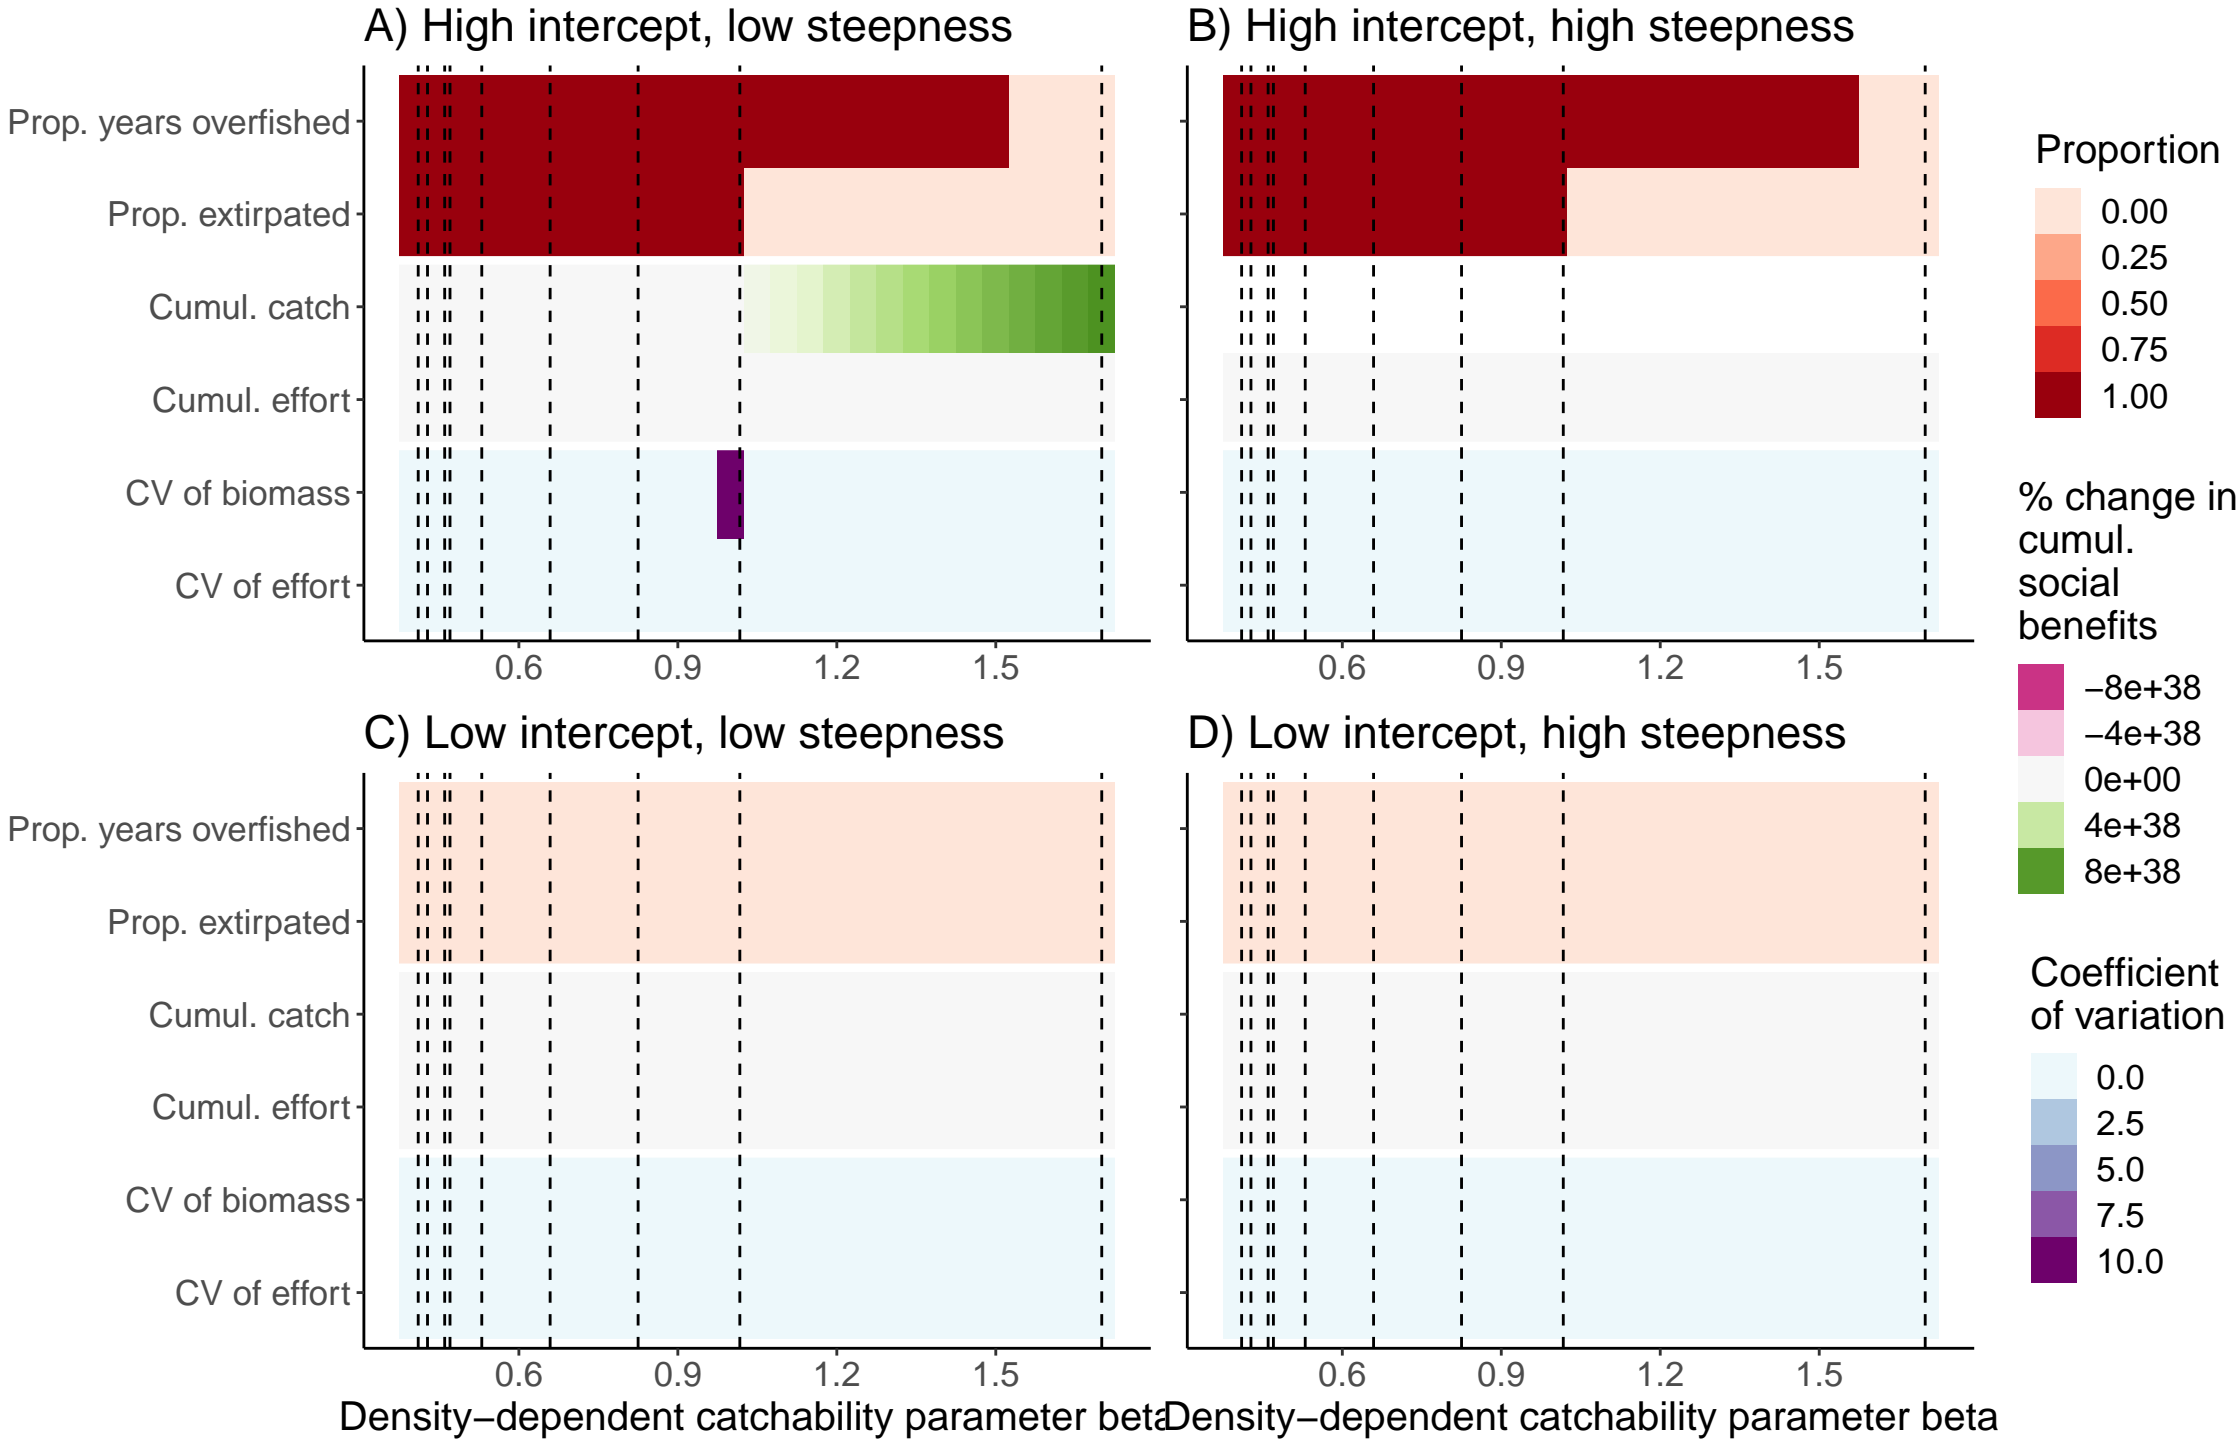 A) High intercept, low steepness
Prop. years overfished
Prop. extirpated
Cumul. catch
Cumul. effort
CV of biomass
CV of effort
0.6 0.9 1.2 1.5
B) High intercept, high steepness
0.6 0.9 1.2 1.5
C) Low intercept, low steepness
Prop. years overfished
Prop. extirpated
Cumul. catch
Cumul. effort
CV of biomass
CV of effort
0.6 0.9 1.2 1.5
Density−dependent catchability parameter beta
D) Low intercept, high steepness
0.6 0.9 1.2 1.5
Density−dependent catchability parameter beta
Proportion
0.00
0.25
0.50
0.75
1.00
% change in
cumul.
social
benefits
−8e+38
−4e+38
0e+00
4e+38
8e+38
Coefficient
of variation
0.0
2.5
5.0
7.5
10.0